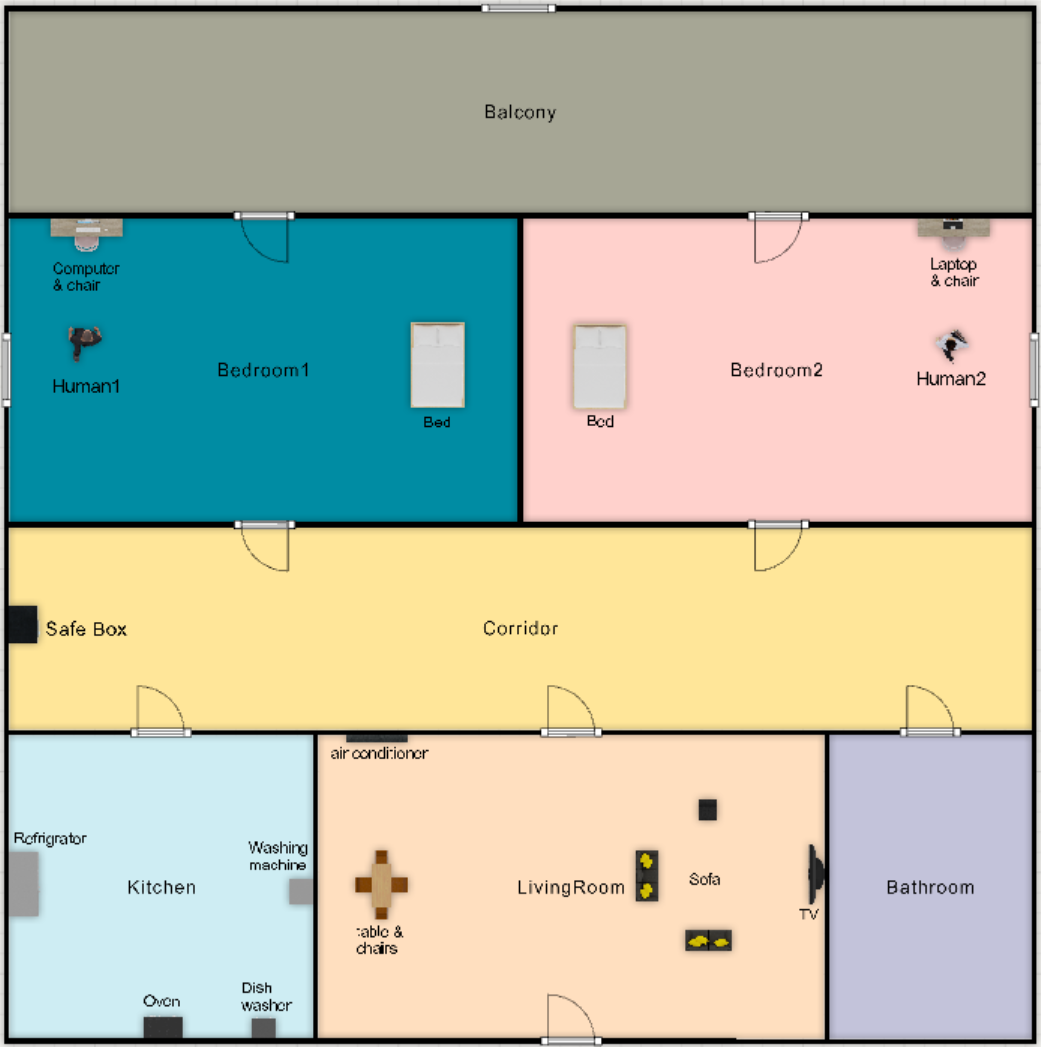 Balcony
Computer
& chair
Laptop
& chair
Bedroom1
Bedroom2
Human1
Human2
Bed
Bed
Safe Box
Corridor
air conditioner
Refrigrator
Washing
machine
Kitchen
LivingRoom
Sofa
Bathroom
TV
table &
chairs
Oven
Dish
washer